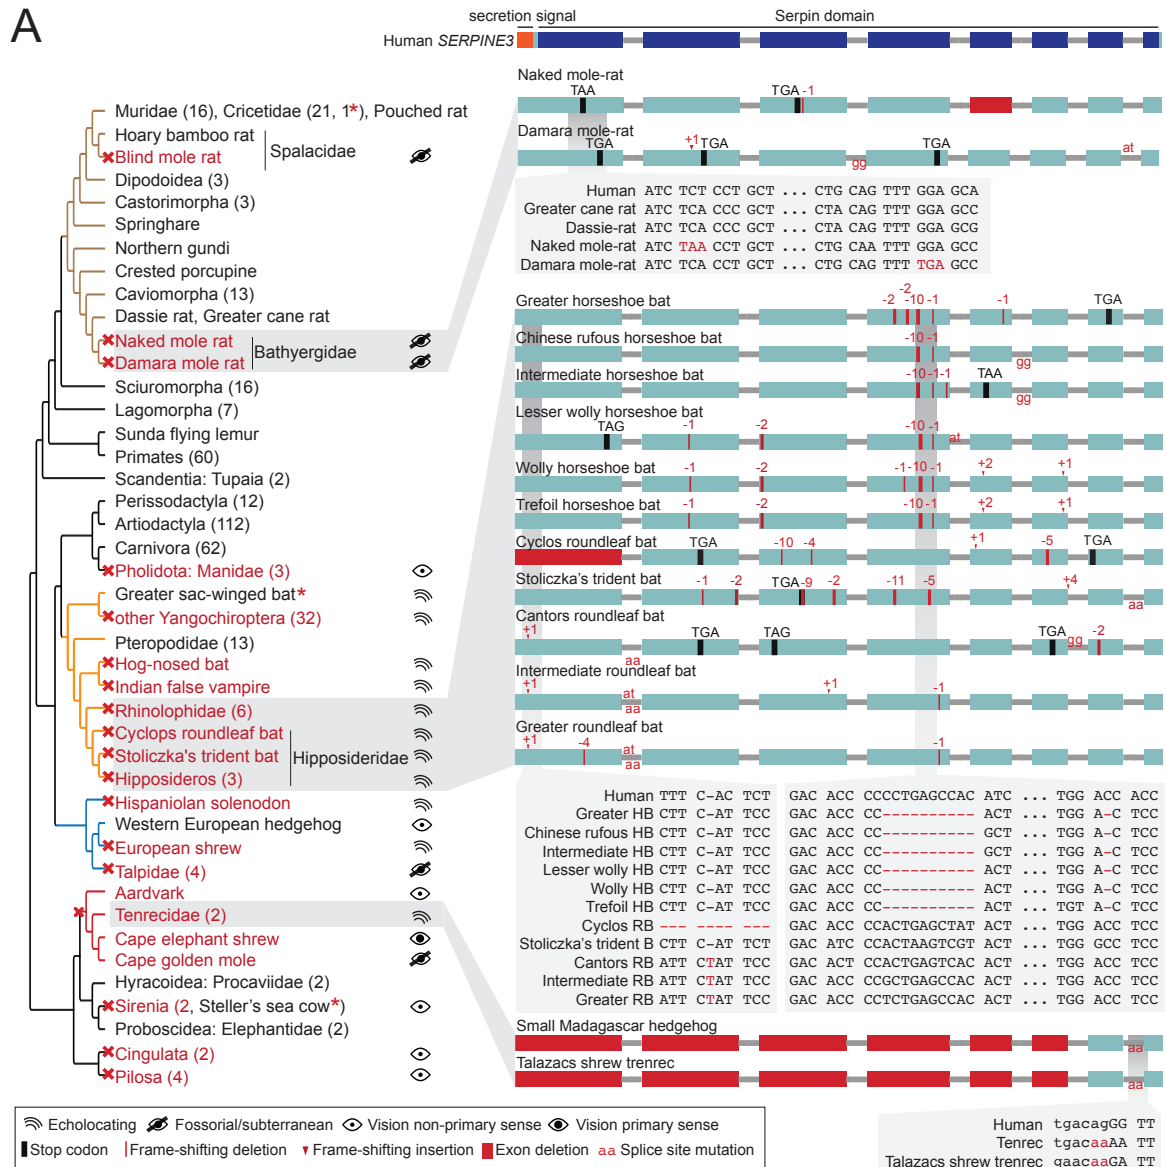 A
secretion signal
Serpin domain
Human SERPINE3
Muridae (16), Cricetidae (21, 1*), Pouched rat
Hoary bamboo rat
Blind mole rat
Spalacidae
Dipodoidea (3)
Castorimorpha (3)
Springhare
Northern gundi
Crested porcupine
Caviomorpha (13)
Dassie rat, Greater cane rat
Naked mole rat
Damara mole rat
Bathyergidae
Sciuromorpha (16)
Lagomorpha (7)
Sunda flying lemur
Primates (60)
Scandentia: Tupaia (2)
Perissodactyla (12)
Artiodactyla (112)
Carnivora (62)
Pholidota: Manidae (3)
Greater sac-winged bat*
other Yangochiroptera (32)
Pteropodidae (13)
Hog-nosed bat
Indian false vampire
Rhinolophidae (6)
Cyclops roundleaf bat
Stoliczka's trident bat
Hipposideros (3)
Hipposideridae
Hispaniolan solenodon
Western European hedgehog
European shrew
Talpidae (4)
Aardvark
Tenrecidae (2)
Cape elephant shrew
Cape golden mole
Hyracoidea: Procaviidae (2)
Sirenia (2, Steller's sea cow*)
Proboscidea: Elephantidae (2)
Cingulata (2)
Pilosa (4)
Naked mole-rat
TAA TGA -1
Damara mole-rat
TGA +1 TGA gg TGA at
Human ATC TCT CCT GCT ... CTG CAG TTT GGA GCA
Greater cane rat ATC TCA CCC GCT ... CTA CAG TTT GGA GCC
Dassie-rat ATC TCA CCC GCT ... CTA CAG TTT GGA GCG
Naked mole-rat ATC TAA CCT GCT ... CTG CAA TTT GGA GCC
Damara mole-rat ATC TCA CCT GCT ... CTG CAG TTT TGA GCC
Greater horseshoe bat
-2 -2 -10 -1 -1 TGA
Chinese rufous horseshoe bat
-10 -1 gg
Intermediate horseshoe bat
-10 -1 -1 TAA gg
Lesser wolly horseshoe bat
TAG -1 -2 -10 -1 at
Wolly horseshoe bat
-1 -2 -1 -10 -1 +2 +1
Trefoil horseshoe bat
-1 -2 -10 -1 +2 +1
Cyclos roundleaf bat
TGA -10 -4 +1 -5 TGA
Stoliczka's trident bat
-1 -2 TGA -9 -2 -11 -5 +4 aa
Cantors roundleaf bat
+1 aa TGA TAG TGA gg -2
Intermediate roundleaf bat
+1 at aa +1 -1
Greater roundleaf bat
+1 -4 at aa -1
Human TTT C-AC TCT GAC ACC CCCCTGAGCCAC ATC ... TGG ACC ACC
Greater HB CTT C-AT TCC GAC ACC CC---------- ACT ... TGG A-C TCC
Chinese rufous HB CTT C-AT TCC GAC ACC CC---------- GCT ... TGG A-C TCC
Intermediate HB CTT C-AT TCC GAC ACC CC---------- GCT ... TGG A-C TCC
Lesser wolly HB CTT C-AT TCC GAC ACC CC---------- ACT ... TGG A-C TCC
Wolly HB CTT C-AT TCC GAC ACC CC---------- ACT ... TGG A-C TCC
Trefoil HB CTT C-AT TCC GAC ACC CC---------- ACT ... TGT A-C TCC
Cyclos RB --- ---- --- GAC ACC CCACTGAGCTAT ACT ... TGG ACC TCC
Stoliczka's trident B CTT C-AT TCT GAC ATC CCACTAAGTCGT ACT ... TGG GCC TCC
Cantors RB ATT CTAT TCC GAC ACT CCACTGAGTCAC ACT ... TGG ACC TCC
Intermediate RB ATT CTAT TCC GAC ACC CCGCTGAGCCAC ACT ... TGG ACC TCC
Greater RB ATT CTAT TCC GAC ACC CCTCTGAGCCAC ACT ... TGG ACC TCC
Small Madagascar hedgehog
aa
Talazacs shrew trenrec
aa
Human tgacagGG TT
Tenrec tgacaaAA TT
Talazacs shrew trenrec gaacaaGA TT
Echolocating Fossorial/subterranean Vision non-primary sense Vision primary sense
Stop codon Frame-shifting deletion Frame-shifting insertion Exon deletion aa Splice site mutation